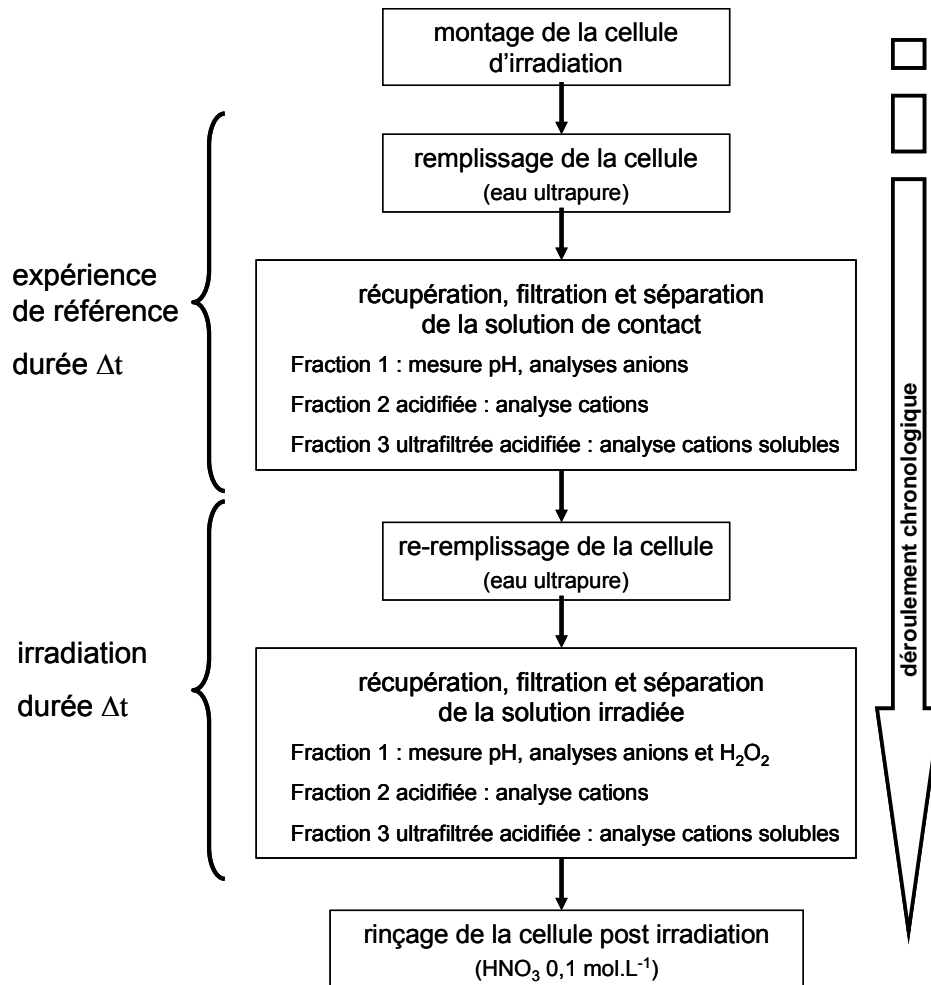 montage de la cellule
d'irradiation
remplissage de la cellule
(eau ultrapure)
expérience
de référence
durée Δt
récupération, filtration et séparation
de la solution de contact
Fraction 1 : mesure pH, analyses anions
Fraction 2 acidifiée : analyse cations
Fraction 3 ultrafiltrée acidifiée : analyse cations solubles
re-remplissage de la cellule
(eau ultrapure)
irradiation
durée Δt
récupération, filtration et séparation
de la solution irradiée
Fraction 1 : mesure pH, analyses anions et H₂O₂
Fraction 2 acidifiée : analyse cations
Fraction 3 ultrafiltrée acidifiée : analyse cations solubles
rinçage de la cellule post irradiation
(HNO₃ 0,1 mol.L⁻¹)
déroulement chronologique